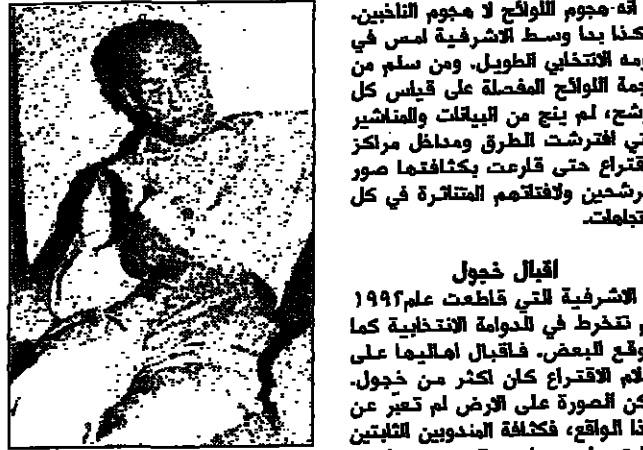 انه هجوم اللوائح لا هجوم الناخبين.
كذا بدا وسط الاشرفية امس في
ومه الانتخابي الطويل. ومن سلم من
جمة اللوائح المفصلة على قياس كل
شح، لم ينج من البيانات والمناشير
ني افترشت الطرق ومداخل مراكز
قتراع حتى قارعت بكثافتها صور
رشحين ولافتاتهم المتناثرة في كل
تجاهات.
اقبال خجول
الاشرفية التي قاطعت عام ١٩٩٢
م تنخرط في الدوامة الانتخابية كما
وقع البعض. فاقبال اهاليها على
لام الاقتراع كان اكثر من خجول.
كن الصورة على الارض لم تعبّر عن
ذا الواقع، فكثافة المندوبين الثابتين